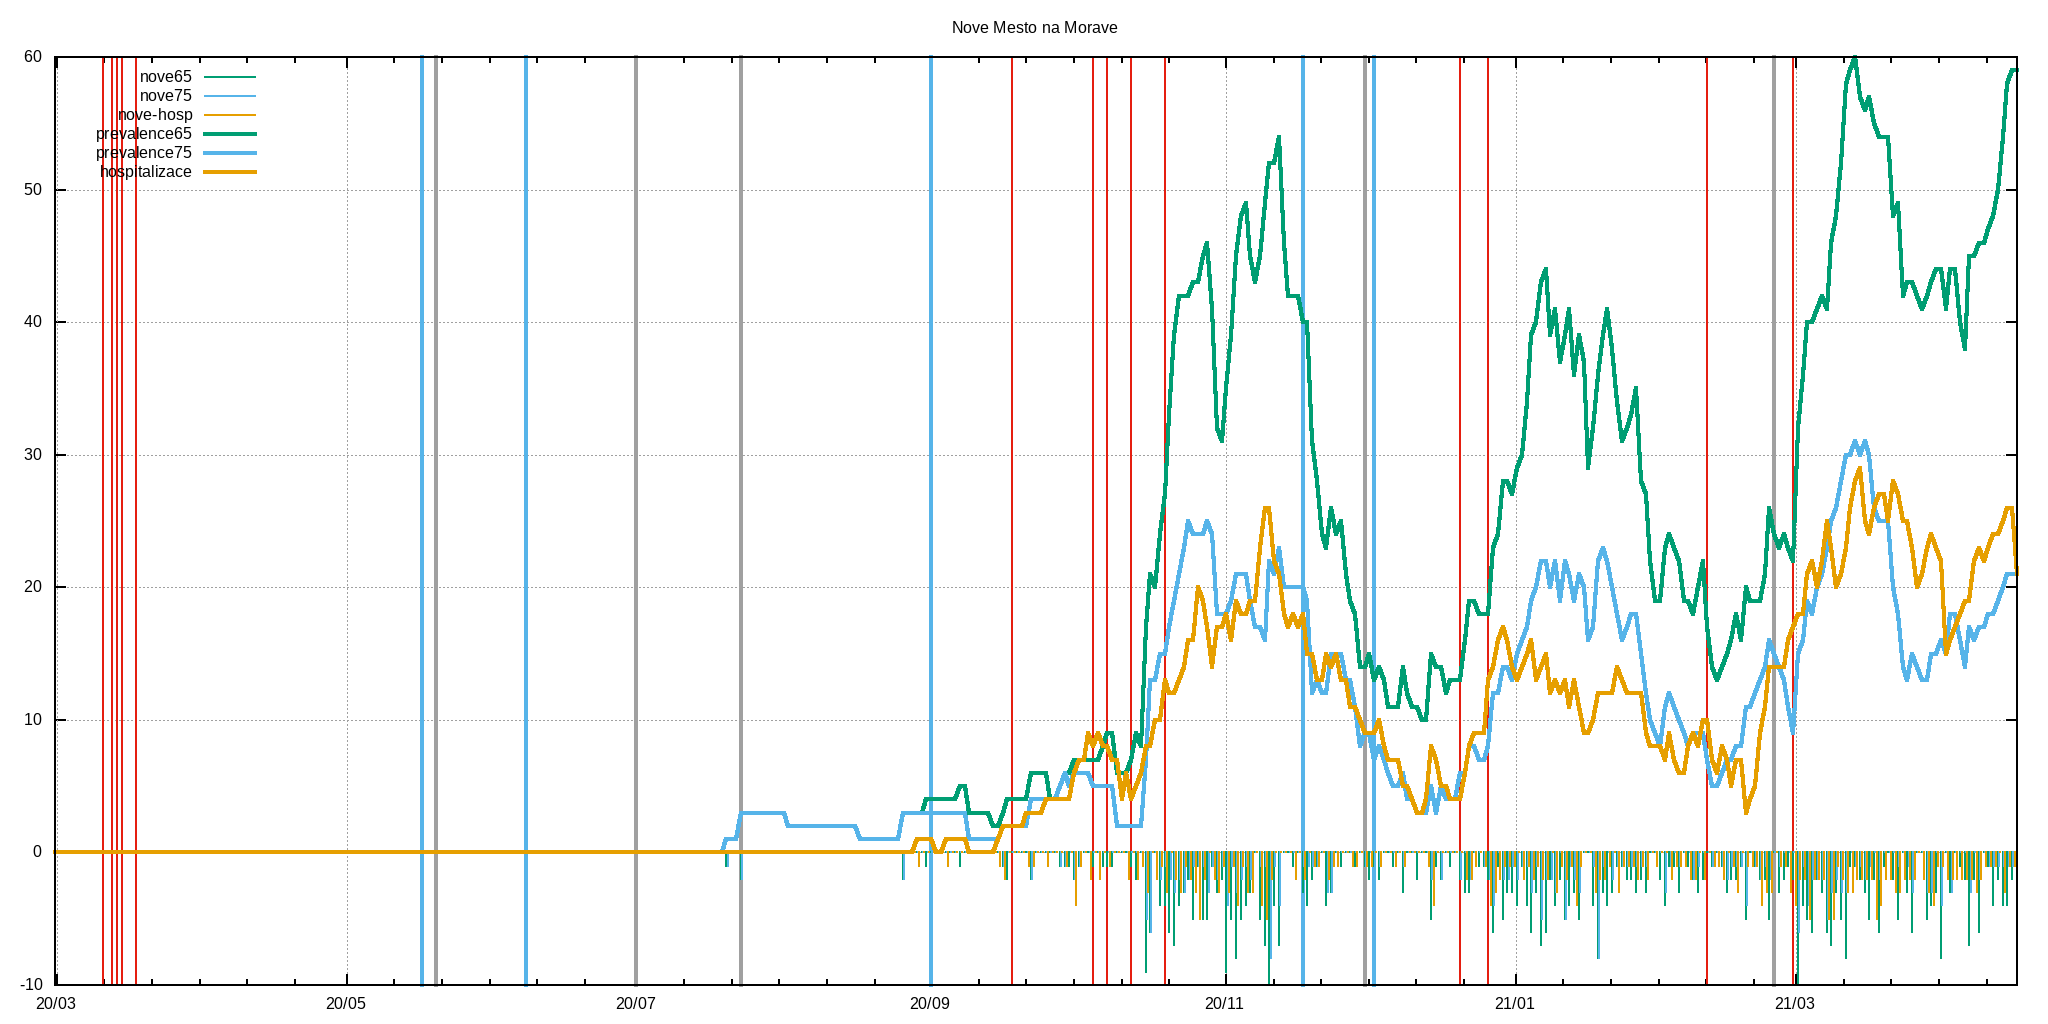 Nove Mesto na Morave
60
nove65
nove75
nove-hosp
prevalence65
prevalence75
hospitalizace
50
40
30
20
10
0
-10
20/03 20/05 20/07 20/09 20/11 21/01 21/03